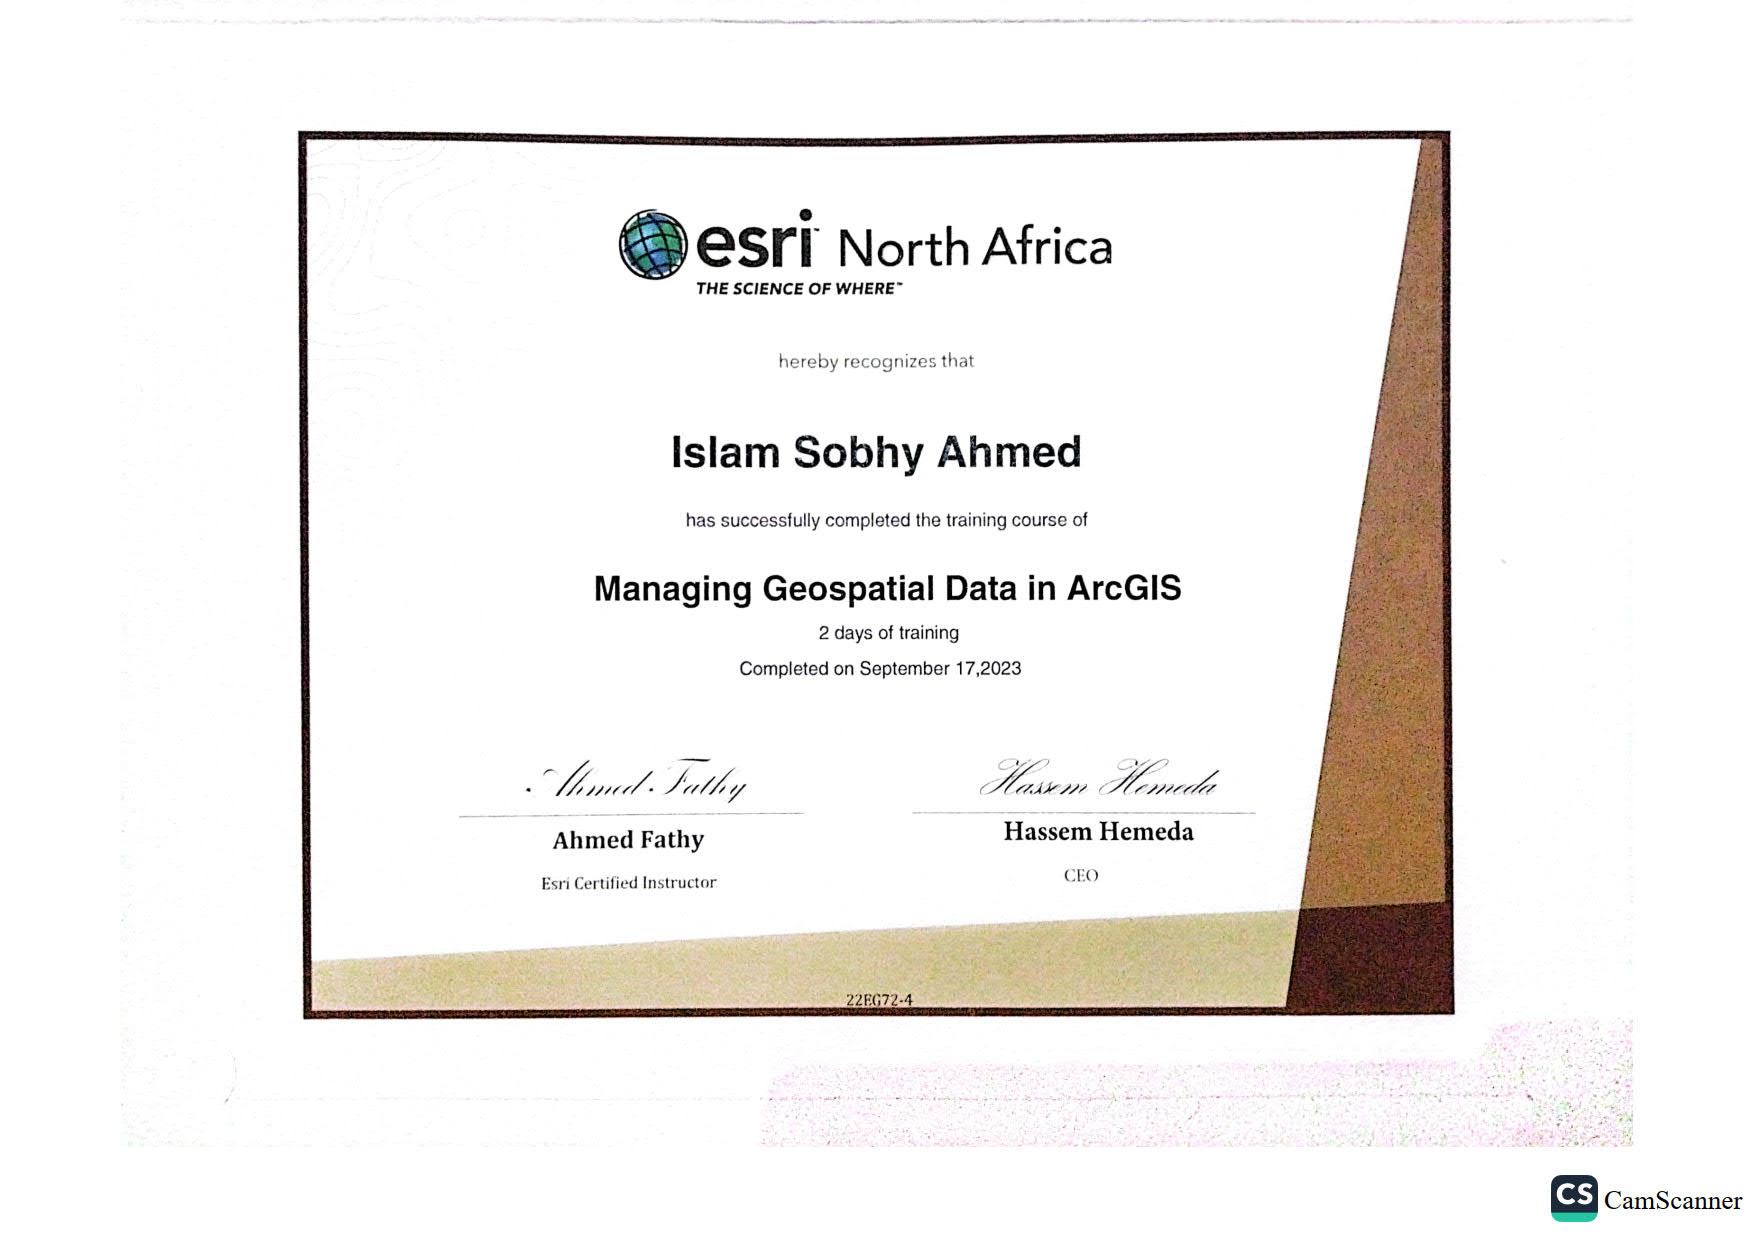 esri™ North Africa
THE SCIENCE OF WHERE™
hereby recognizes that
Islam Sobhy Ahmed
has successfully completed the training course of
Managing Geospatial Data in ArcGIS
2 days of training
Completed on September 17,2023
Ahmed Fathy
Hassem Hemeda
Ahmed Fathy
Hassem Hemeda
Esri Certified Instructor
CEO
22EG72-4
CS CamScanner